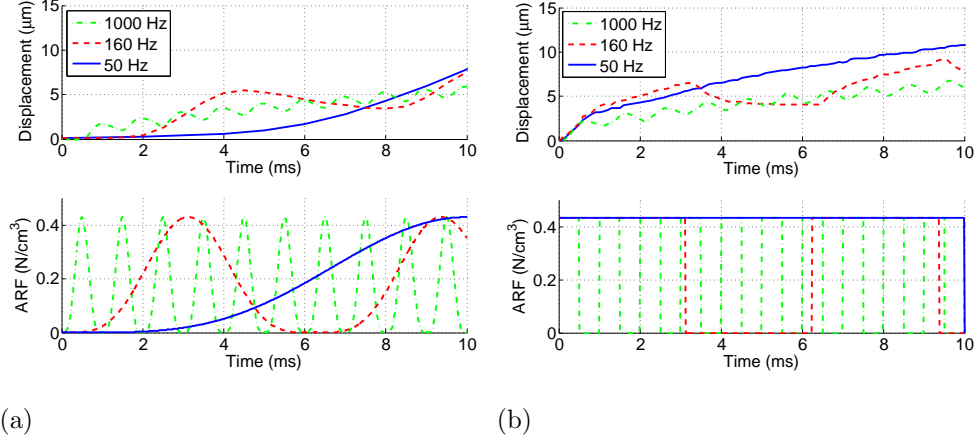 Displacement (μm)
15
10
5
0
1000 Hz
160 Hz
50 Hz
0 2 4 6 8 10
Time (ms)
ARF (N/cm³)
0.4
0.2
0
0 2 4 6 8 10
Time (ms)
(a)
Displacement (μm)
15
10
5
0
1000 Hz
160 Hz
50 Hz
0 2 4 6 8 10
Time (ms)
ARF (N/cm³)
0.4
0.2
0
0 2 4 6 8 10
Time (ms)
(b)